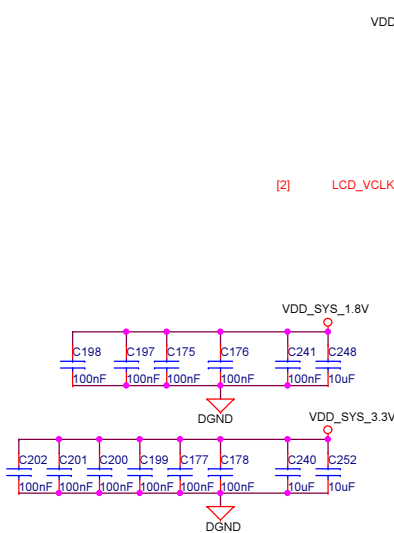 VDD
[2] LCD_VCLK
VDD_SYS_1.8V
C198 C197 C175 C176 C241 C248
100nF 100nF 100nF 100nF 100nF 10uF
DGND
VDD_SYS_3.3V
C202 C201 C200 C199 C177 C178 C240 C252
100nF 100nF 100nF 100nF 100nF 100nF 10uF 10uF
DGND